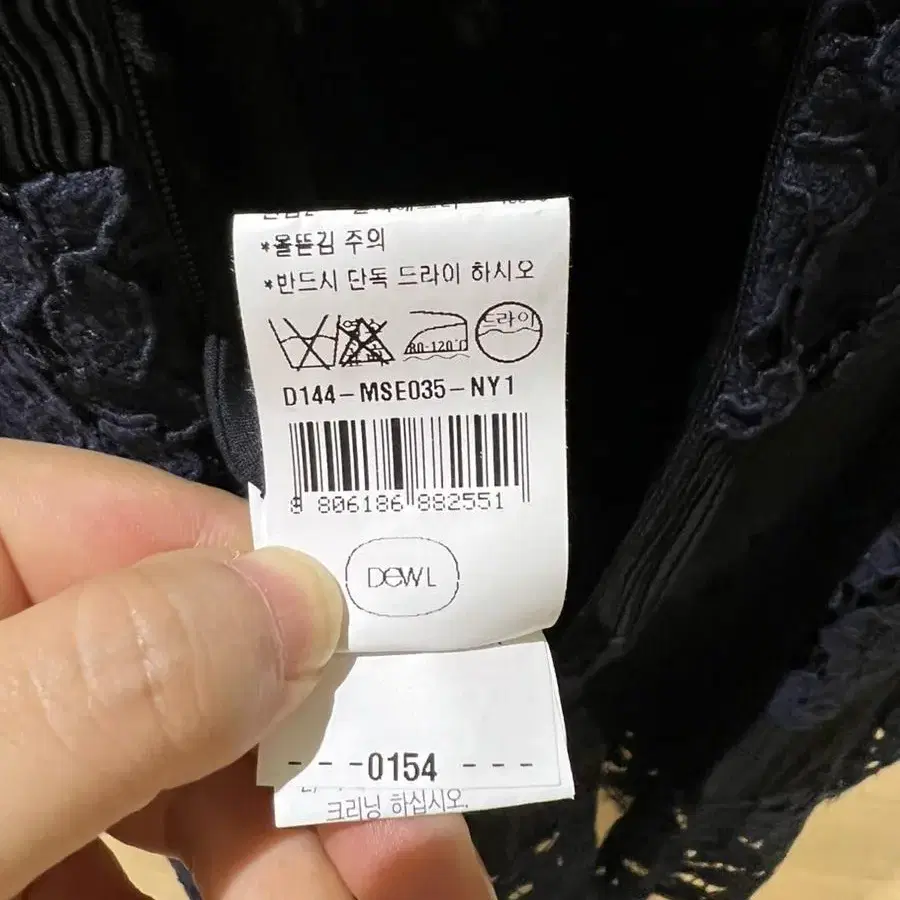 *올뜯김 주의
*반드시 단독 드라이 하시오
80-120℃ 드라이
D144-MSE035-NY1
8 806186 882551
DEWL
- - -0154 - - -
크리닝 하십시오.